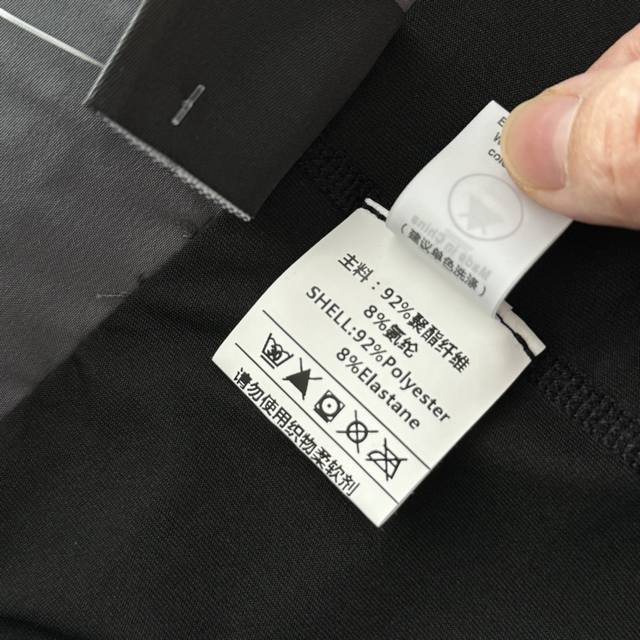 主料：92%聚酯纤维
8%氨纶
SHELL:92%Polyester
8%Elastane
请勿使用织物柔软剂
Made in China
(建议单色洗涤)